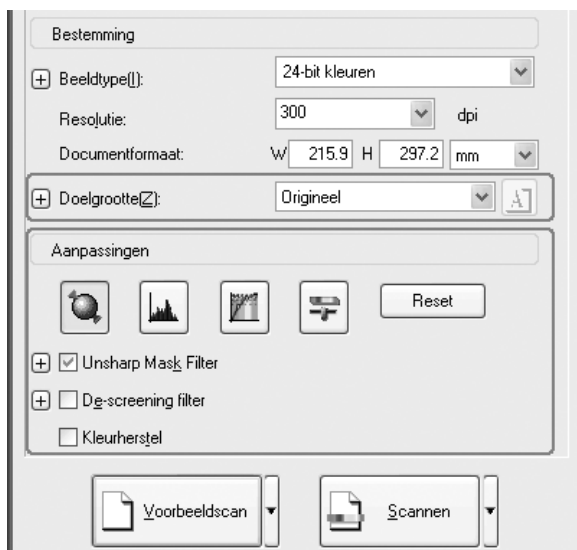 Bestemming
Beeldtype(I): 24-bit kleuren
Resolutie: 300 dpi
Documentformaat: W 215.9 H 297.2 mm
Doelgrootte(Z): Origineel A
Aanpassingen
Reset
Unsharp Mask Filter
De-screening filter
Kleurherstel
Voorbeeldscan Scannen